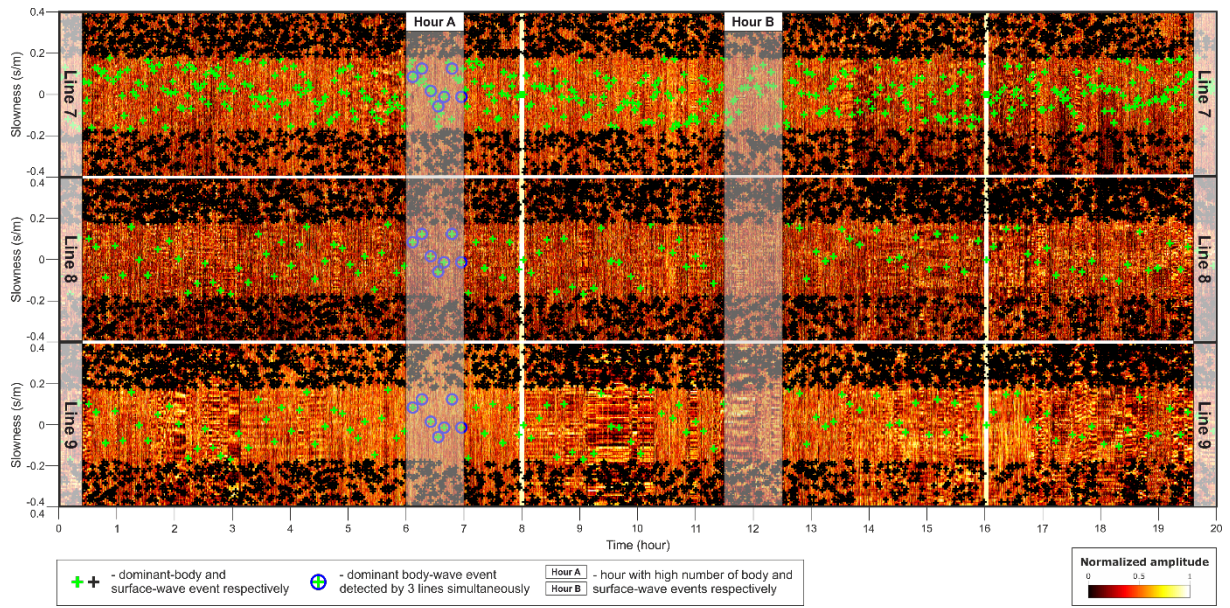 Hour A
Hour B
0.4
0.2
0
-0.2
-0.4
Slowness (s/m)
Line 7
Line 7
0.4
0.2
0
-0.2
-0.4
Slowness (s/m)
Line 8
Line 8
0.4
0.2
0
-0.2
-0.4
0.4
Slowness (s/m)
Line 9
Line 9
0 1 2 3 4 5 6 7 8 9 10 11 12 13 14 15 16 17 18 19 20
Time (hour)
- dominant-body and
surface-wave event respectively
- dominant body-wave event
detected by 3 lines simultaneously
Hour A
Hour B
- hour with high number of body and
surface-wave events respectively
Normalized amplitude
0 0.5 1